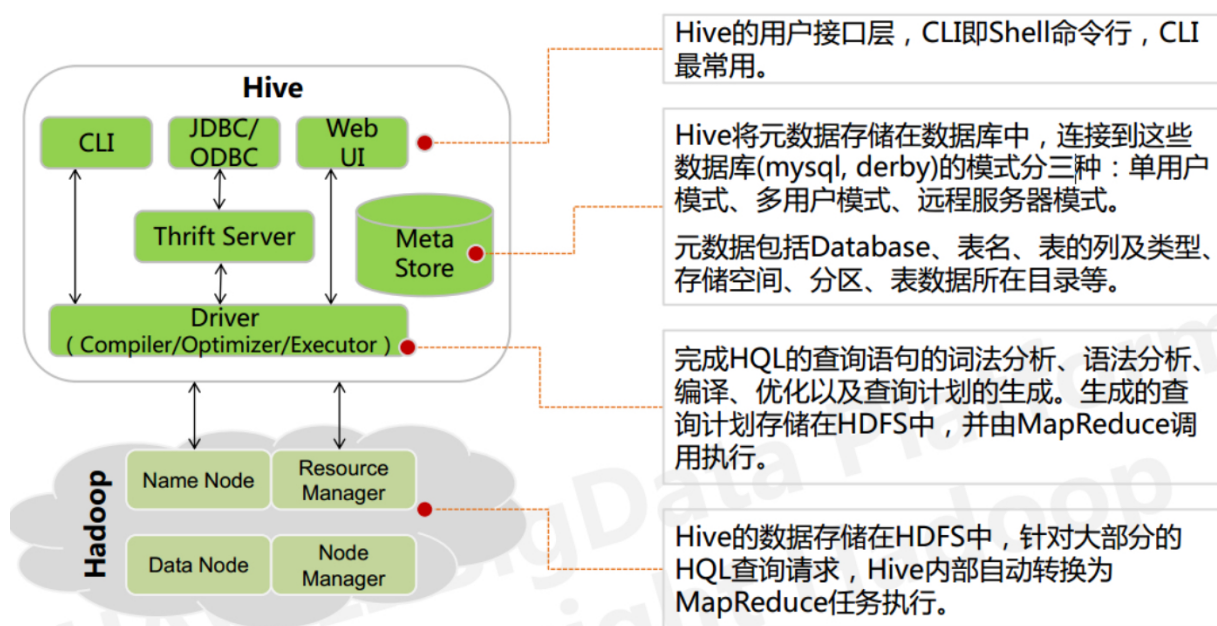 Hive
CLI
JDBC/
ODBC
Web
UI
Thrift Server
Meta
Store
Driver
（Compiler/Optimizer/Executor）
Hadoop
Name Node
Resource
Manager
Data Node
Node
Manager
Hive的用户接口层，CLI即Shell命令行，CLI
最常用。
Hive将元数据存储在数据库中，连接到这些
数据库(mysql, derby)的模式分三种：单用户
模式、多用户模式、远程服务器模式。
元数据包括Database、表名、表的列及类型、
存储空间、分区、表数据所在目录等。
完成HQL的查询语句的词法分析、语法分析、
编译、优化以及查询计划的生成。生成的查
询计划存储在HDFS中，并由MapReduce调
用执行。
Hive的数据存储在HDFS中，针对大部分的
HQL查询请求，Hive内部自动转换为
MapReduce任务执行。